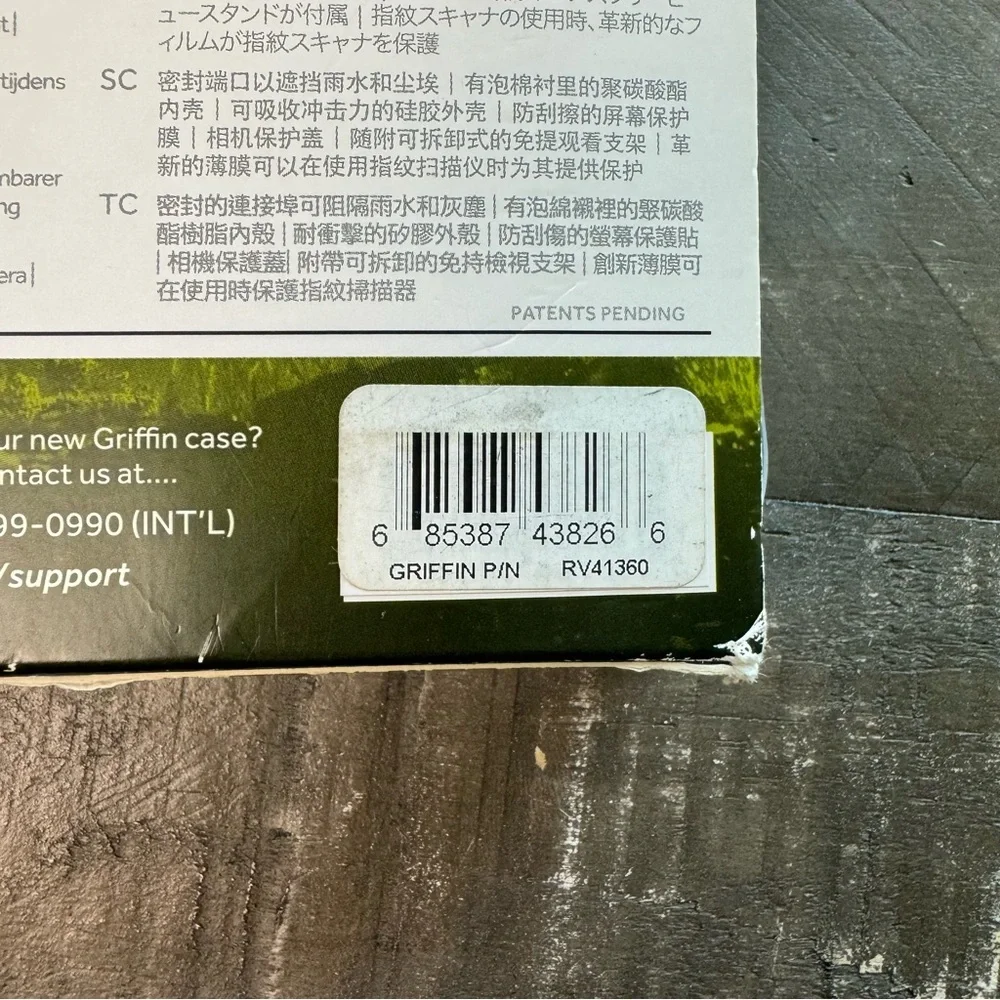 ュースタンドが付属 | 指紋スキャナの使用時、革新的なフ
ィルムが指紋スキャナを保護
tijdens
mbarer
ng
era|
SC 密封端口以遮挡雨水和尘埃 | 有泡棉衬里的聚碳酸酯
内壳 | 可吸收冲击力的硅胶外壳 | 防刮擦的屏幕保护
膜 | 相机保护盖 | 随附可拆卸式的免提观看支架 | 革
新的薄膜可以在使用指纹扫描仪时为其提供保护
TC 密封的連接埠可阻隔雨水和灰塵 | 有泡綿襯裡的聚碳酸
酯樹脂內殼 | 耐衝擊的矽膠外殼 | 防刮傷的螢幕保護貼
| 相機保護蓋| 附帶可拆卸的免持檢視支架 | 創新薄膜可
在使用時保護指紋掃描器
PATENTS PENDING
ur new Griffin case?
ntact us at....
99-0990 (INT'L)
/support
6 85387 43826 6
GRIFFIN P/N RV41360